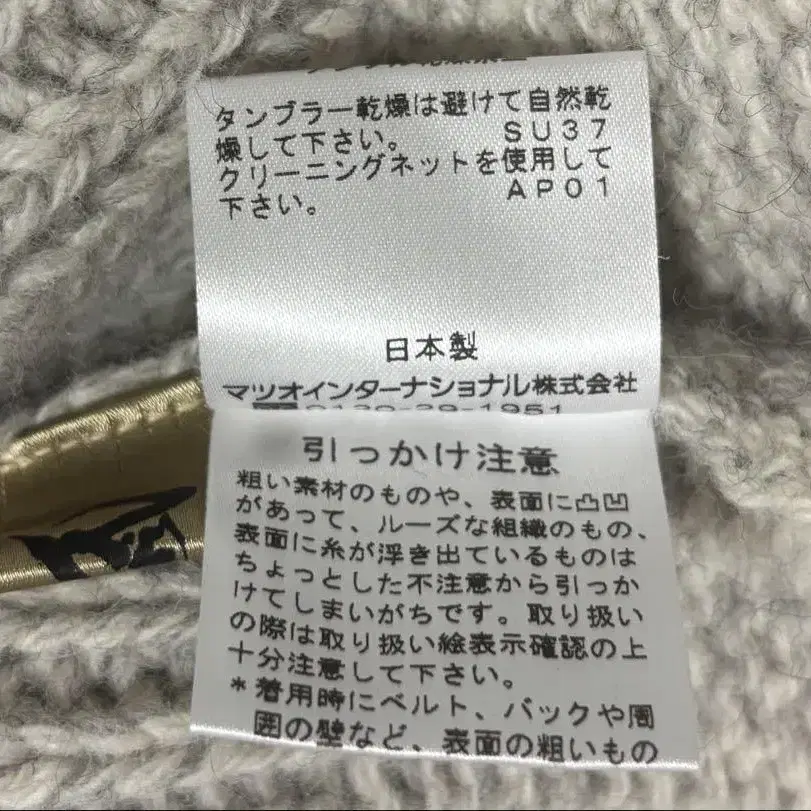 タンブラー乾燥は避けて自然乾
燥して下さい。 SU37
クリーニングネットを使用して
下さい。 AP01
日本製
マツオインターナショナル株式会社
0120-29-1951
引っかけ注意
粗い素材のものや、表面に凸凹
があって、ルーズな組織のもの、
表面に糸が浮き出ているものは
ちょっとした不注意から引っか
けてしまいがちです。取り扱い
の際は取り扱い絵表示確認の上
十分注意して下さい。
*着用時にベルト、バックや周
囲の壁など、表面の粗いもの